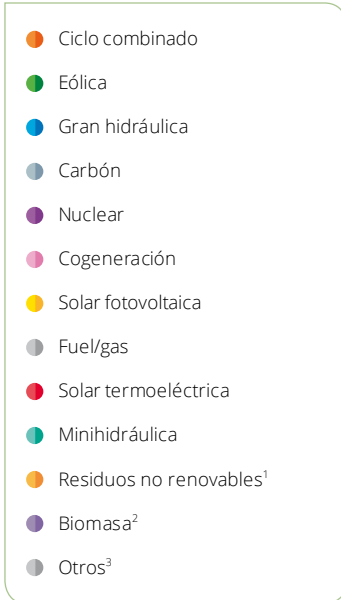 Ciclo combinado
Eólica
Gran hidráulica
Carbón
Nuclear
Cogeneración
Solar fotovoltaica
Fuel/gas
Solar termoeléctrica
Minihidráulica
Residuos no renovables¹
Biomasa²
Otros³